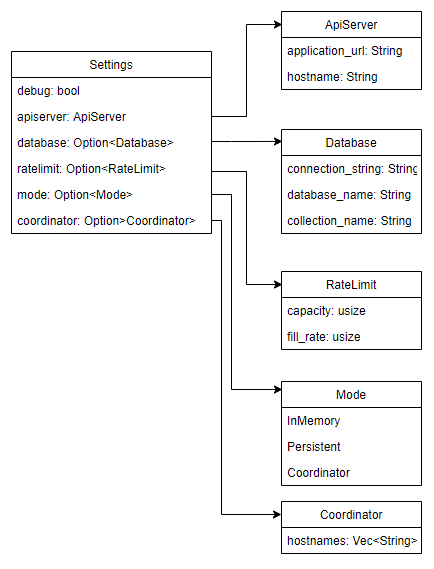 Settings
debug: bool
apiserver: ApiServer
database: Option<Database>
ratelimit: Option<RateLimit>
mode: Option<Mode>
coordinator: Option>Coordinator>
ApiServer
application_url: String
hostname: String
Database
connection_string: String
database_name: String
collection_name: String
RateLimit
capacity: usize
fill_rate: usize
Mode
InMemory
Persistent
Coordinator
Coordinator
hostnames: Vec<String>